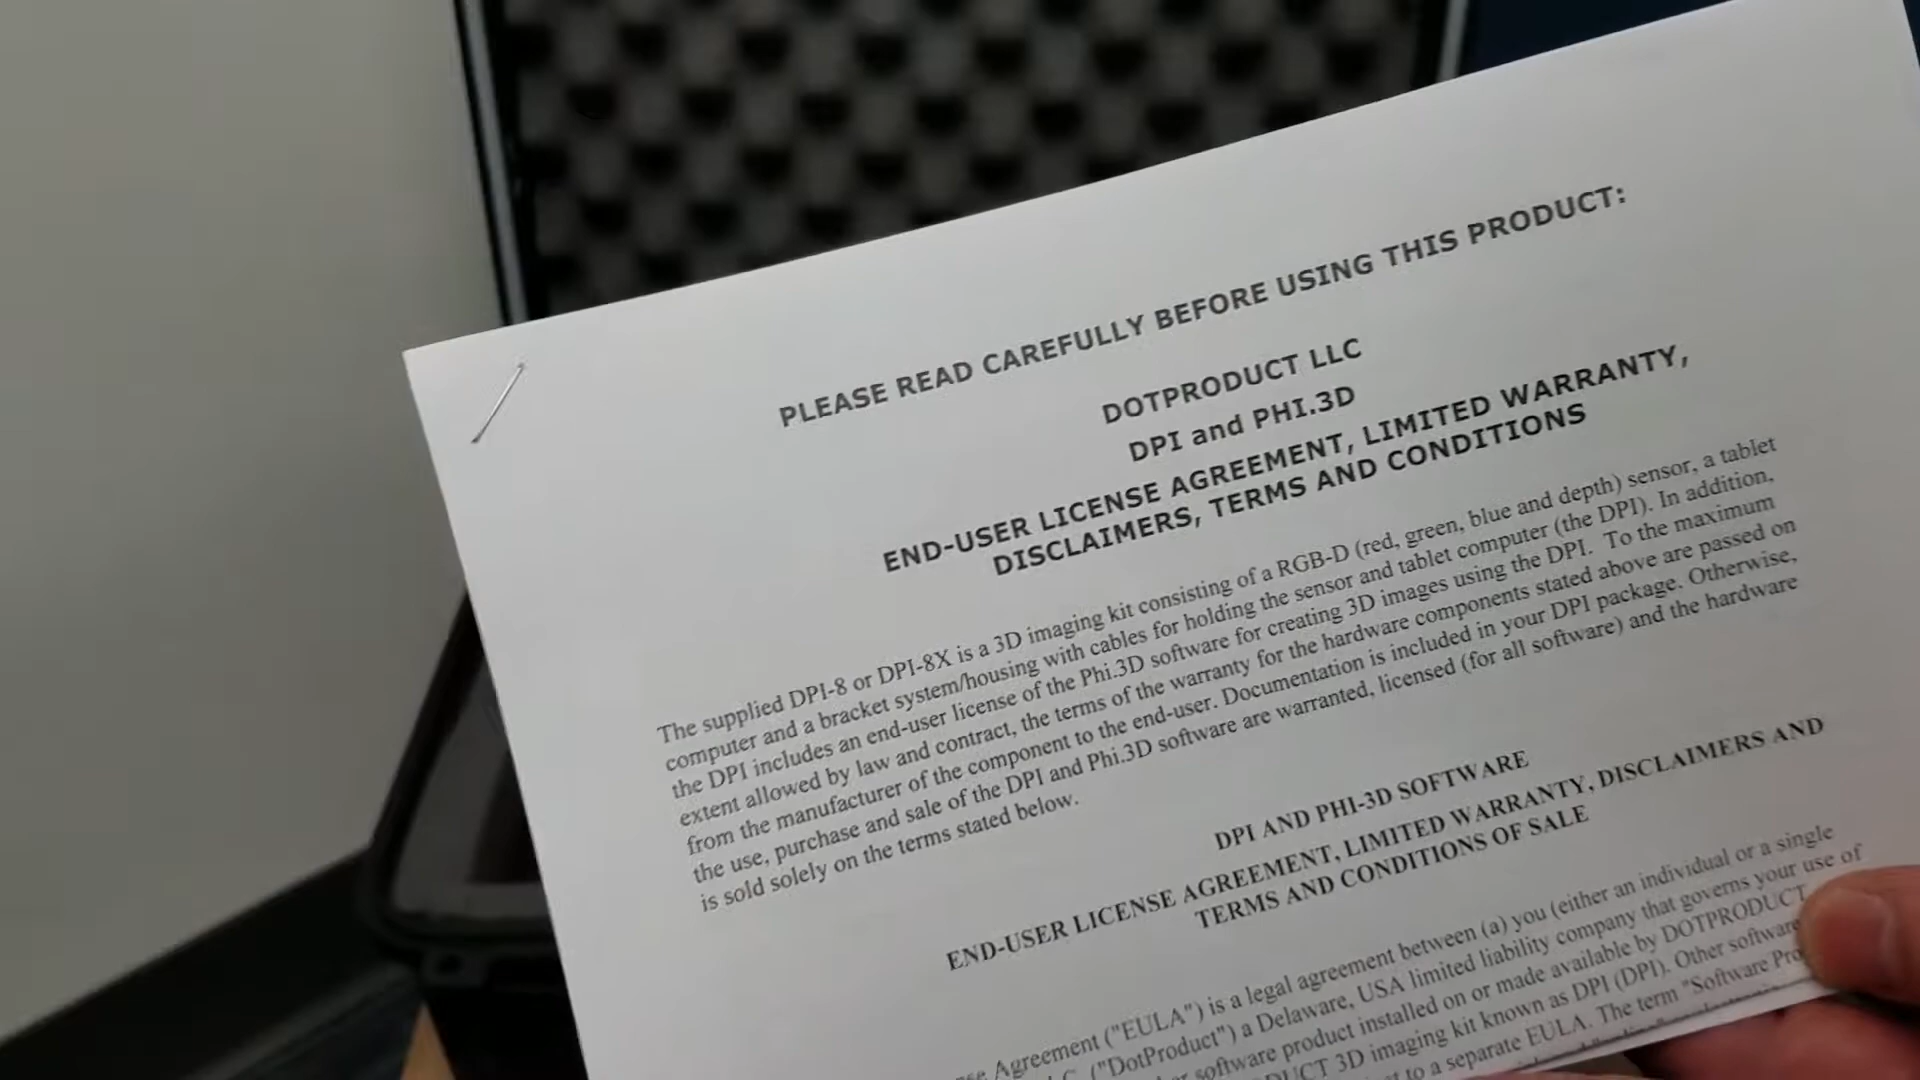 PLEASE READ CAREFULLY BEFORE USING THIS PRODUCT:
DOTPRODUCT LLC
DPI and PHI.3D
END-USER LICENSE AGREEMENT, LIMITED WARRANTY,
DISCLAIMERS, TERMS AND CONDITIONS
The supplied DPI-8 or DPI-8X is a 3D imaging kit consisting of a RGB-D (red, green, blue and depth) sensor, a tablet
computer and a bracket system/housing with cables for holding the sensor and tablet computer (the DPI). In addition,
the DPI includes an end-user license of the Phi.3D software for creating 3D images using the DPI. To the maximum
extent allowed by law and contract, the terms of the warranty for the hardware components stated above are passed on
from the manufacturer of the component to the end-user. Documentation is included in your DPI package. Otherwise,
the use, purchase and sale of the DPI and Phi.3D software are warranted, licensed (for all software) and the hardware
is sold solely on the terms stated below.
DPI AND PHI-3D SOFTWARE
END-USER LICENSE AGREEMENT, LIMITED WARRANTY, DISCLAIMERS AND
TERMS AND CONDITIONS OF SALE
Agreement ("EULA") is a legal agreement between (a) you (either an individual or a single
("DotProduct") a Delaware, USA limited liability company that governs your use of
software product installed on or made available by DOTPRODUCT
3D imaging kit known as DPI (DPI). Other software
to a separate EULA. The term "Software